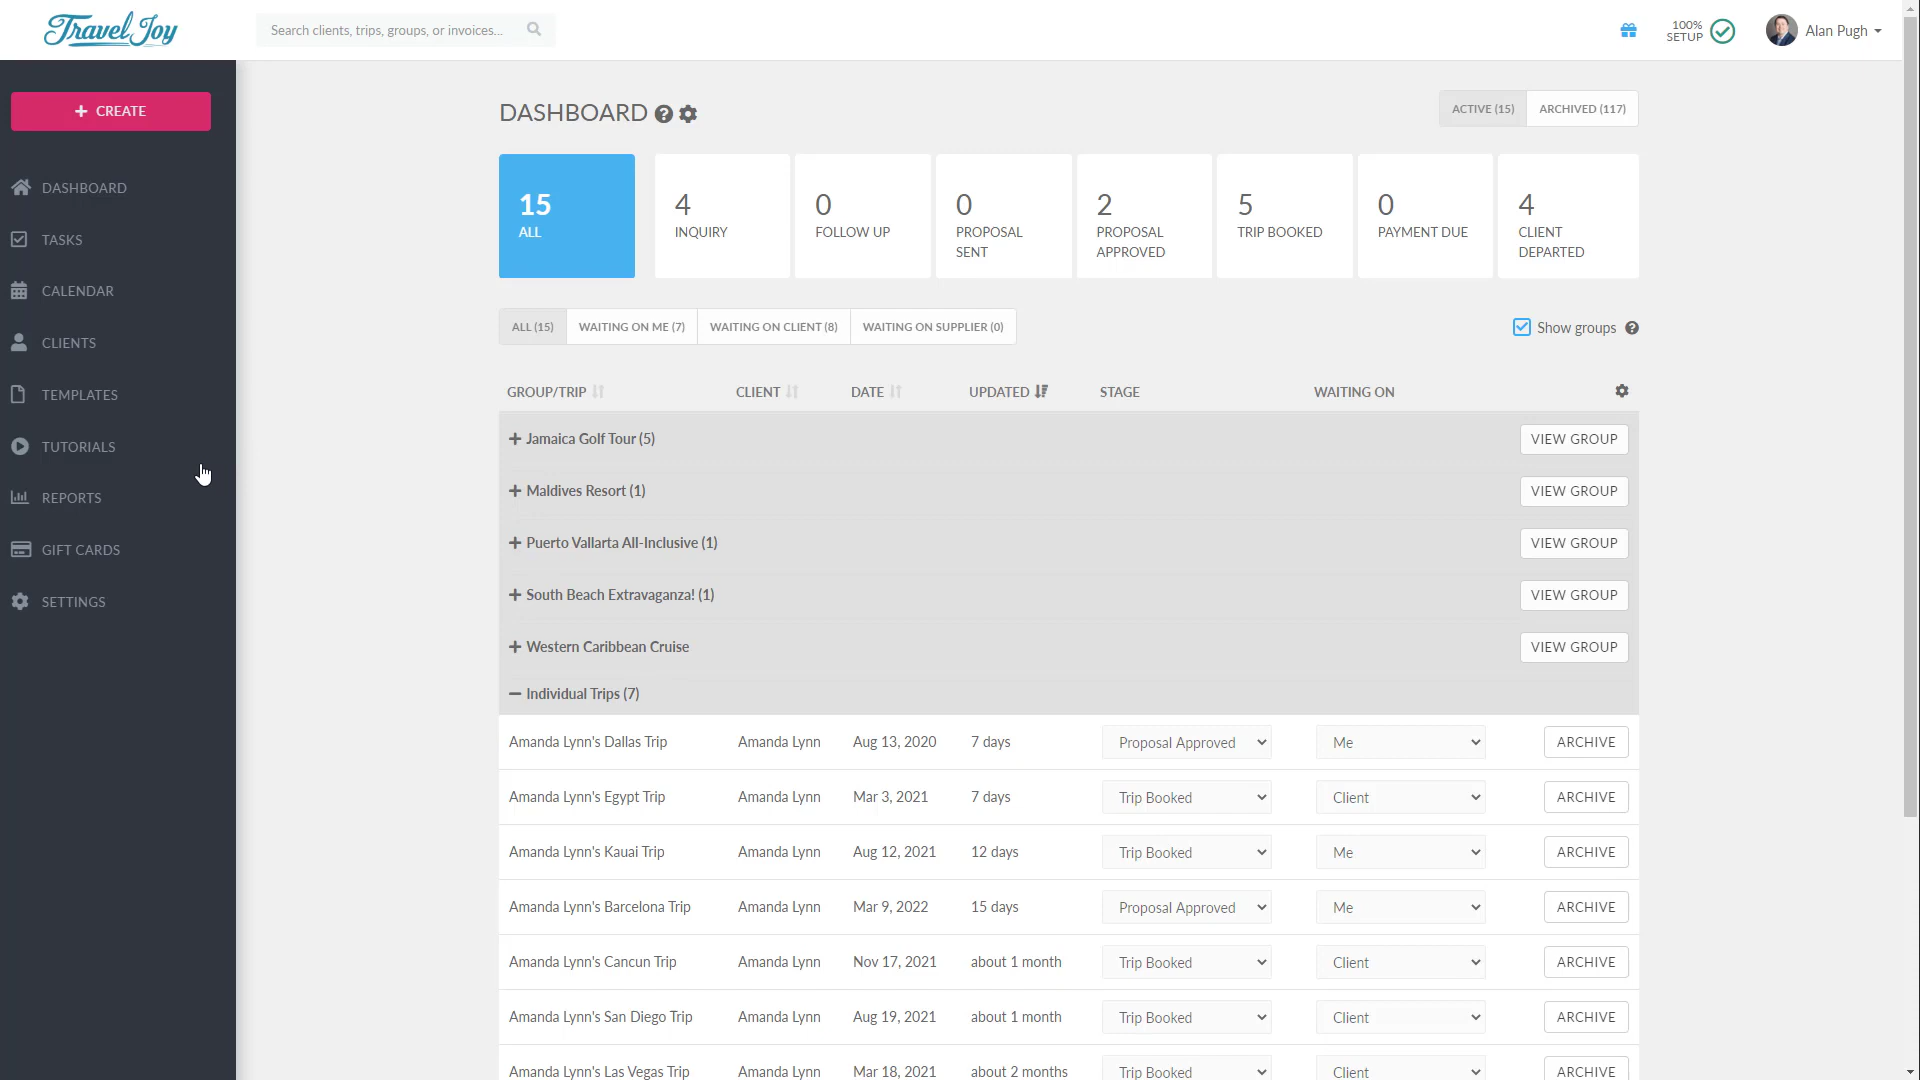 Travel Joy
Search clients, trips, groups, or invoices...
100%
SETUP
Alan Pugh
CREATE
DASHBOARD
TASKS
CALENDAR
CLIENTS
TEMPLATES
TUTORIALS
REPORTS
GIFT CARDS
SETTINGS
DASHBOARD
ACTIVE (15) ARCHIVED (117)
15
ALL
4
INQUIRY
0
FOLLOW UP
0
PROPOSAL
SENT
2
PROPOSAL
APPROVED
5
TRIP BOOKED
0
PAYMENT DUE
4
CLIENT
DEPARTED
ALL (15) WAITING ON ME (7) WAITING ON CLIENT (8) WAITING ON SUPPLIER (0)
Show groups
GROUP/TRIP CLIENT DATE UPDATED STAGE WAITING ON
Jamaica Golf Tour (5) VIEW GROUP
Maldives Resort (1) VIEW GROUP
Puerto Vallarta All-Inclusive (1) VIEW GROUP
South Beach Extravaganza! (1) VIEW GROUP
Western Caribbean Cruise VIEW GROUP
Individual Trips (7)
Amanda Lynn's Dallas Trip Amanda Lynn Aug 13, 2020 7 days Proposal Approved Me ARCHIVE
Amanda Lynn's Egypt Trip Amanda Lynn Mar 3, 2021 7 days Trip Booked Client ARCHIVE
Amanda Lynn's Kauai Trip Amanda Lynn Aug 12, 2021 12 days Trip Booked Me ARCHIVE
Amanda Lynn's Barcelona Trip Amanda Lynn Mar 9, 2022 15 days Proposal Approved Me ARCHIVE
Amanda Lynn's Cancun Trip Amanda Lynn Nov 17, 2021 about 1 month Trip Booked Client ARCHIVE
Amanda Lynn's San Diego Trip Amanda Lynn Aug 19, 2021 about 1 month Trip Booked Client ARCHIVE
Amanda Lynn's Las Vegas Trip Amanda Lynn Mar 18, 2021 about 2 months Trip Booked Client ARCHIVE